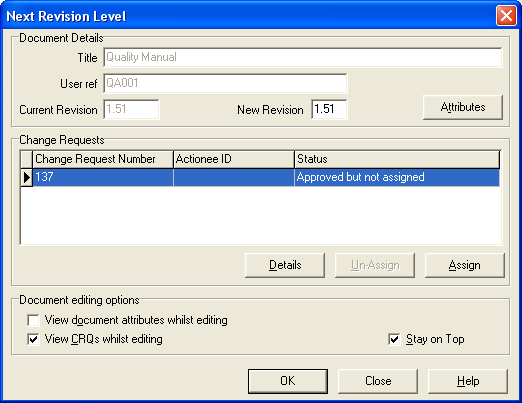 Next Revision Level
Document Details
Title Quality Manual
User ref QA001
Current Revision 1.51 New Revision 1.51 Attributes
Change Requests
Change Request Number Actionee ID Status
137 Approved but not assigned
Details Un-Assign Assign
Document editing options
View document attributes whilst editing
View CRQs whilst editing Stay on Top
OK Close Help